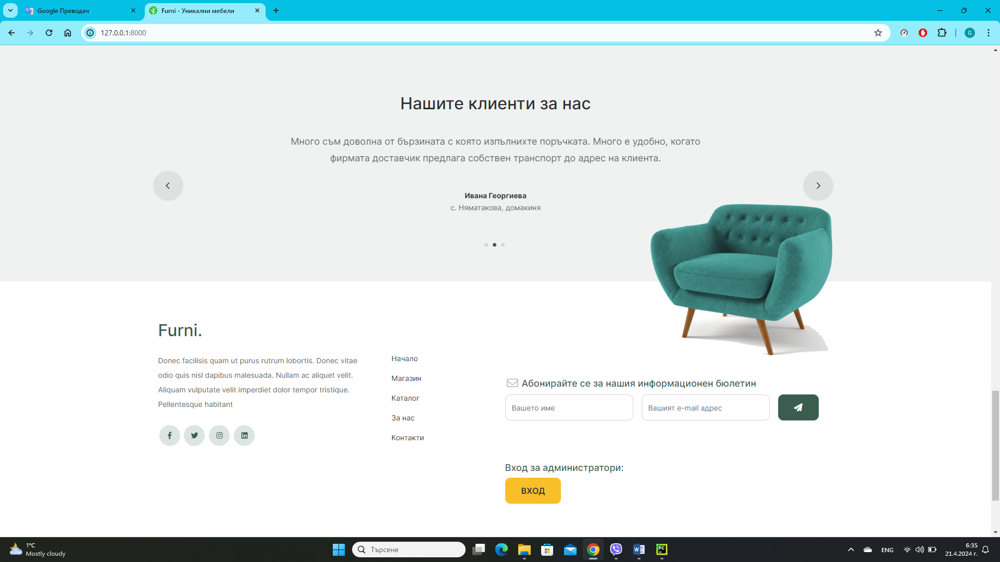 Google Преводач
Furni - Уникални мебели
127.0.0.1:8000
G
Нашите клиенти за нас
Много съм доволна от бързината с която изпълнихте поръчката. Много е удобно, когато
фирмата доставчик предлага собствен транспорт до адрес на клиента.
Ивана Георгиева
с. Няматакова, домакиня
Furni.
Donec facilisis quam ut purus rutrum lobortis. Donec vitae
odio quis nisl dapibus malesuada. Nullam ac aliquet velit.
Aliquam vulputate velit imperdiet dolor tempor tristique.
Pellentesque habitant
Начало
Магазин
Каталог
За нас
Контакти
Абонирайте се за нашия информационен бюлетин
Вашето име
Вашият e-mail адрес
Вход за администратори:
ВХОД
1°C
Mostly cloudy
Търсене
ENG
6:35
21.4.2024 г.